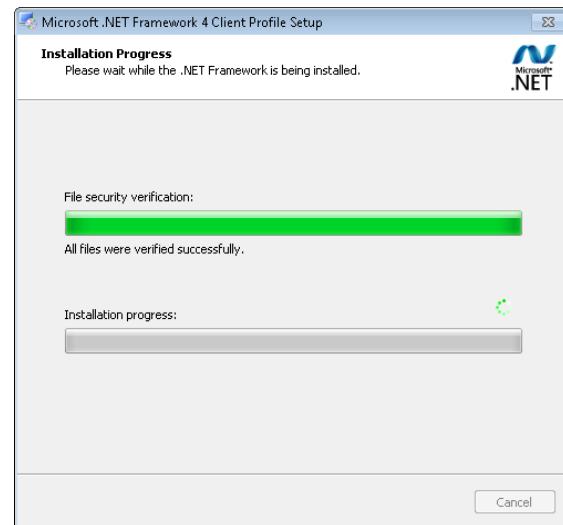 Microsoft .NET Framework 4 Client Profile Setup
Installation Progress
Please wait while the .NET Framework is being installed.
Microsoft®
.NET
File security verification:
All files were verified successfully.
Installation progress:
Cancel